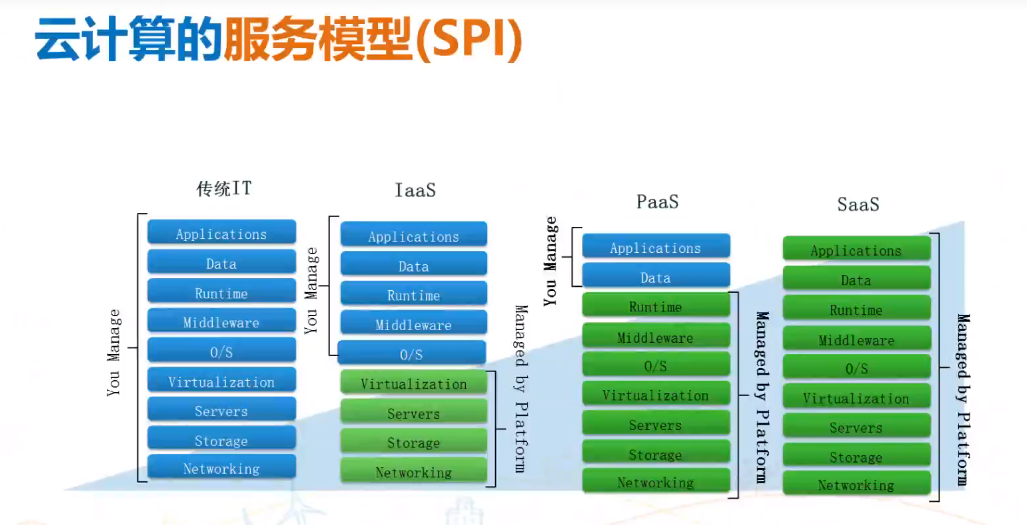 云计算的服务模型(SPI)
传统IT
You Manage
Applications
Data
Runtime
Middleware
O/S
Virtualization
Servers
Storage
Networking
IaaS
You Manage
Applications
Data
Runtime
Middleware
O/S
Virtualization
Servers
Storage
Networking
Managed by Platform
PaaS
You Manage
Applications
Data
Runtime
Middleware
O/S
Virtualization
Servers
Storage
Networking
Managed by Platform
SaaS
Applications
Data
Runtime
Middleware
O/S
Virtualization
Servers
Storage
Networking
Managed by Platform